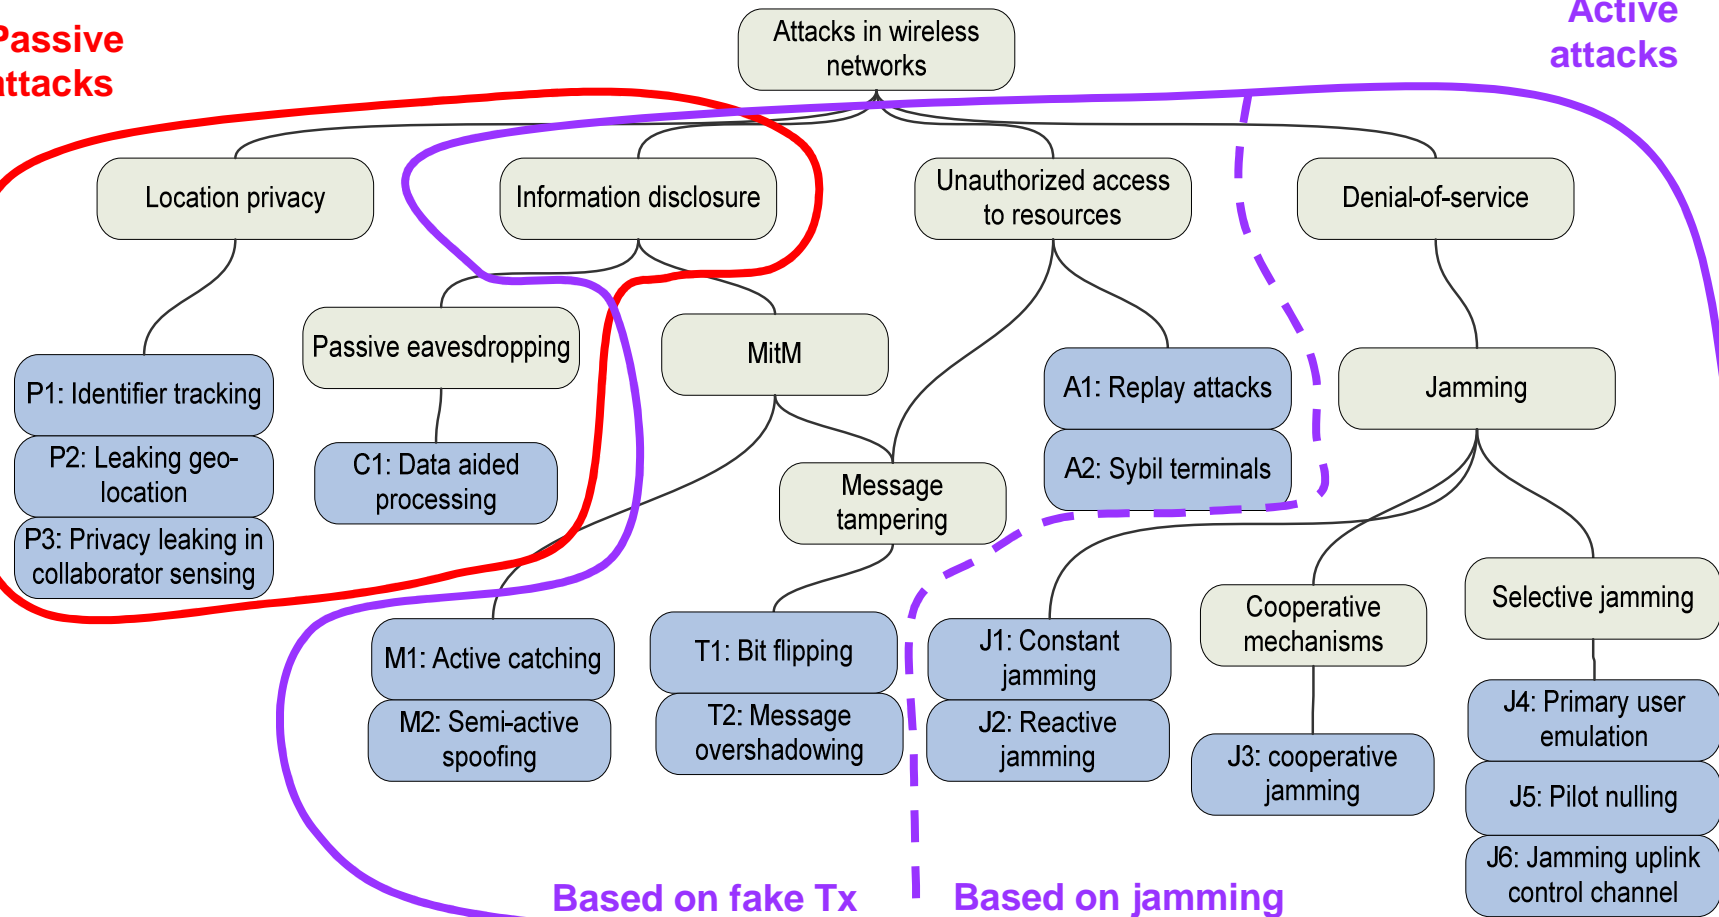 Passive
attacks
Attacks in wireless
networks
Active
attacks
Location privacy
Information disclosure
Unauthorized access
to resources
Denial-of-service
Passive eavesdropping
MitM
Jamming
P1: Identifier tracking
P2: Leaking geo-
location
P3: Privacy leaking in
collaborator sensing
C1: Data aided
processing
Message
tampering
A1: Replay attacks
A2: Sybil terminals
Cooperative
mechanisms
Selective jamming
M1: Active catching
M2: Semi-active
spoofing
T1: Bit flipping
T2: Message
overshadowing
J1: Constant
jamming
J2: Reactive
jamming
J3: cooperative
jamming
J4: Primary user
emulation
J5: Pilot nulling
J6: Jamming uplink
control channel
Based on fake Tx
Based on jamming